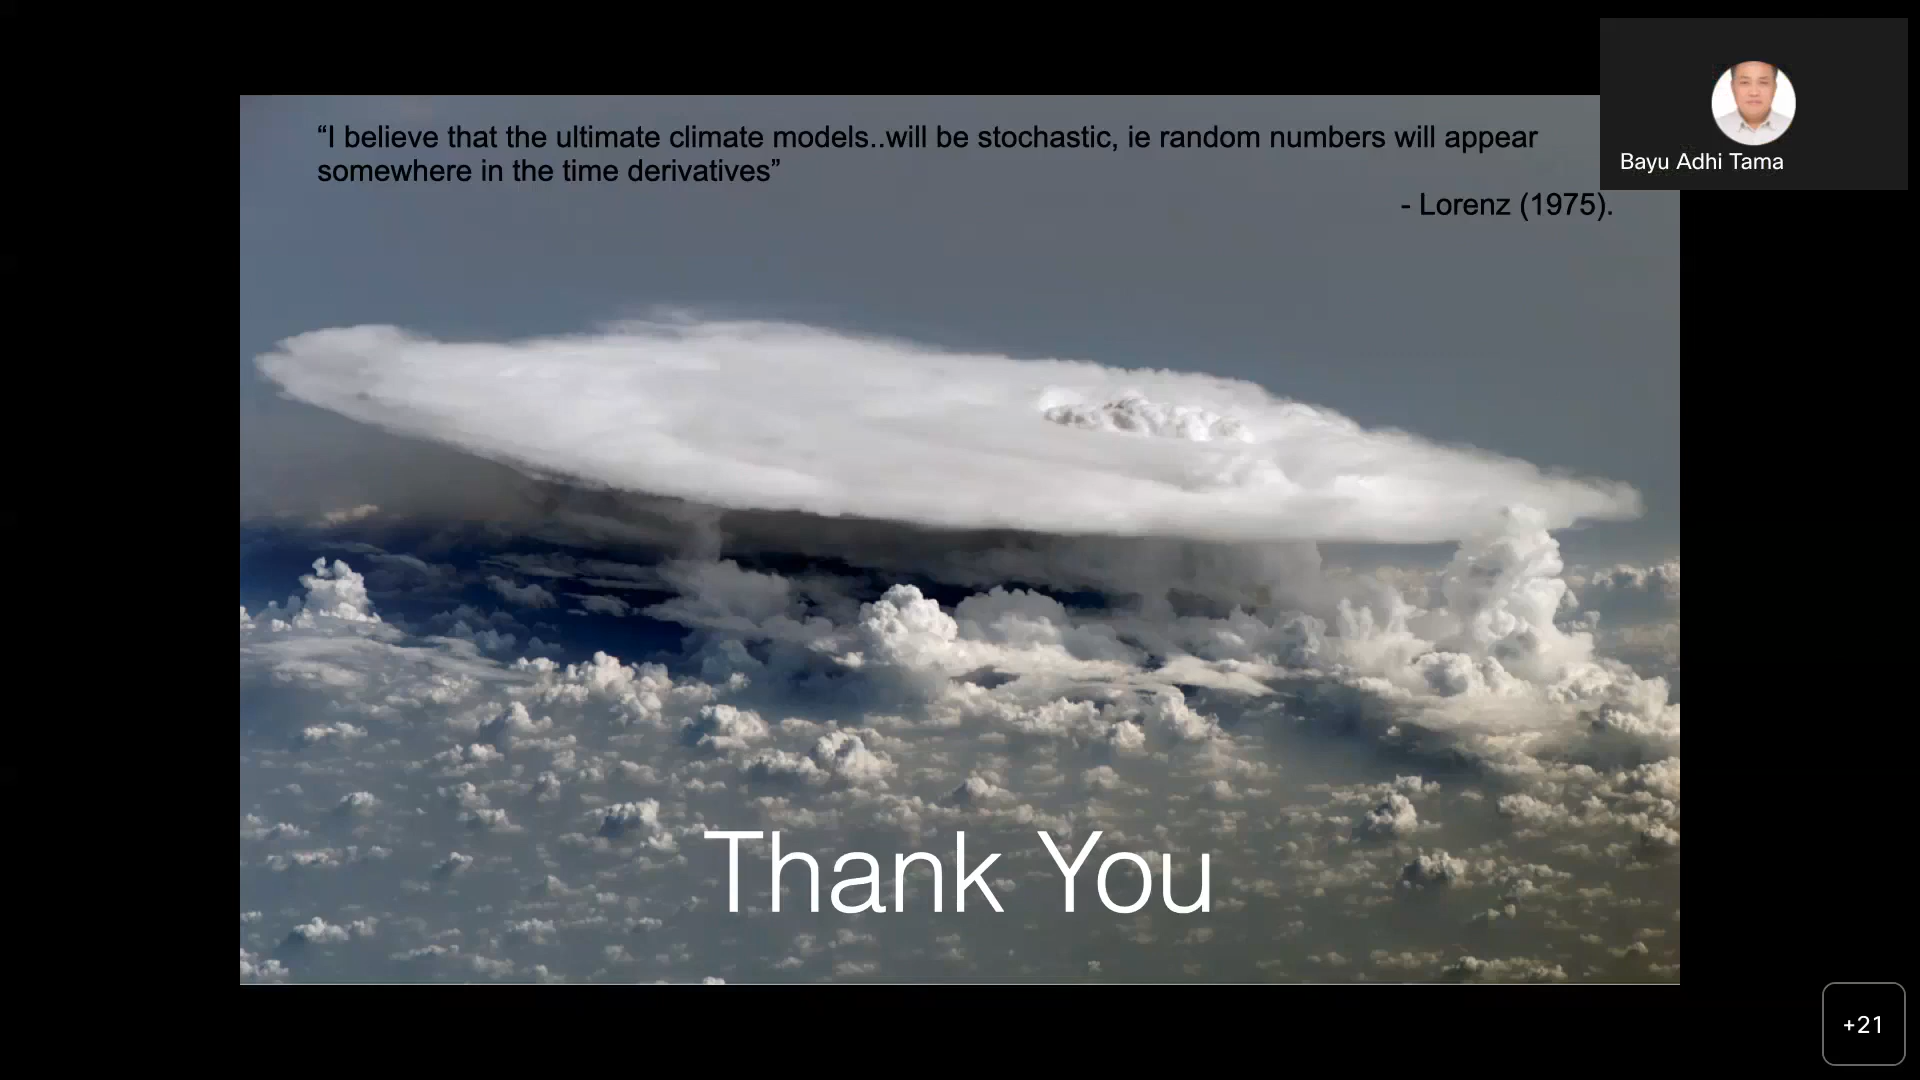 “I believe that the ultimate climate models..will be stochastic, ie random numbers will appear
somewhere in the time derivatives”
- Lorenz (1975).
Bayu Adhi Tama
Thank You
+21